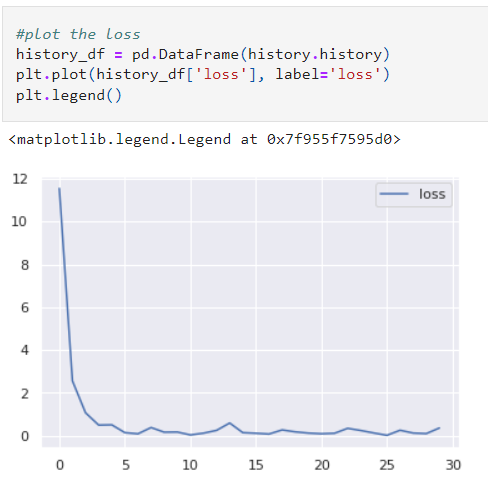 #plot the loss
history_df = pd.DataFrame(history.history)
plt.plot(history_df['loss'], label='loss')
plt.legend()
<matplotlib.legend.Legend at 0x7f955f7595d0>
12
loss
10
8
6
4
2
0
0 5 10 15 20 25 30